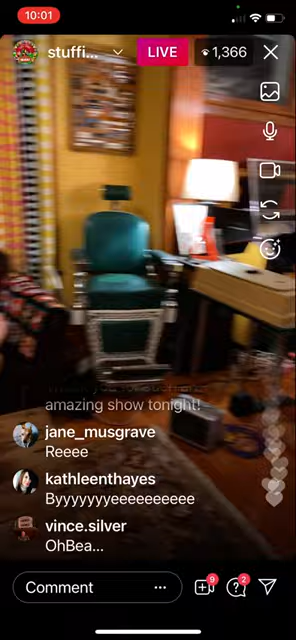 10:01
stuffi...
LIVE
1,366
amazing show tonight!
jane_musgrave
Reeee
kathleenthayes
Byyyyyyyeeeeeeeeee
vince.silver
OhBea...
Comment
9
2